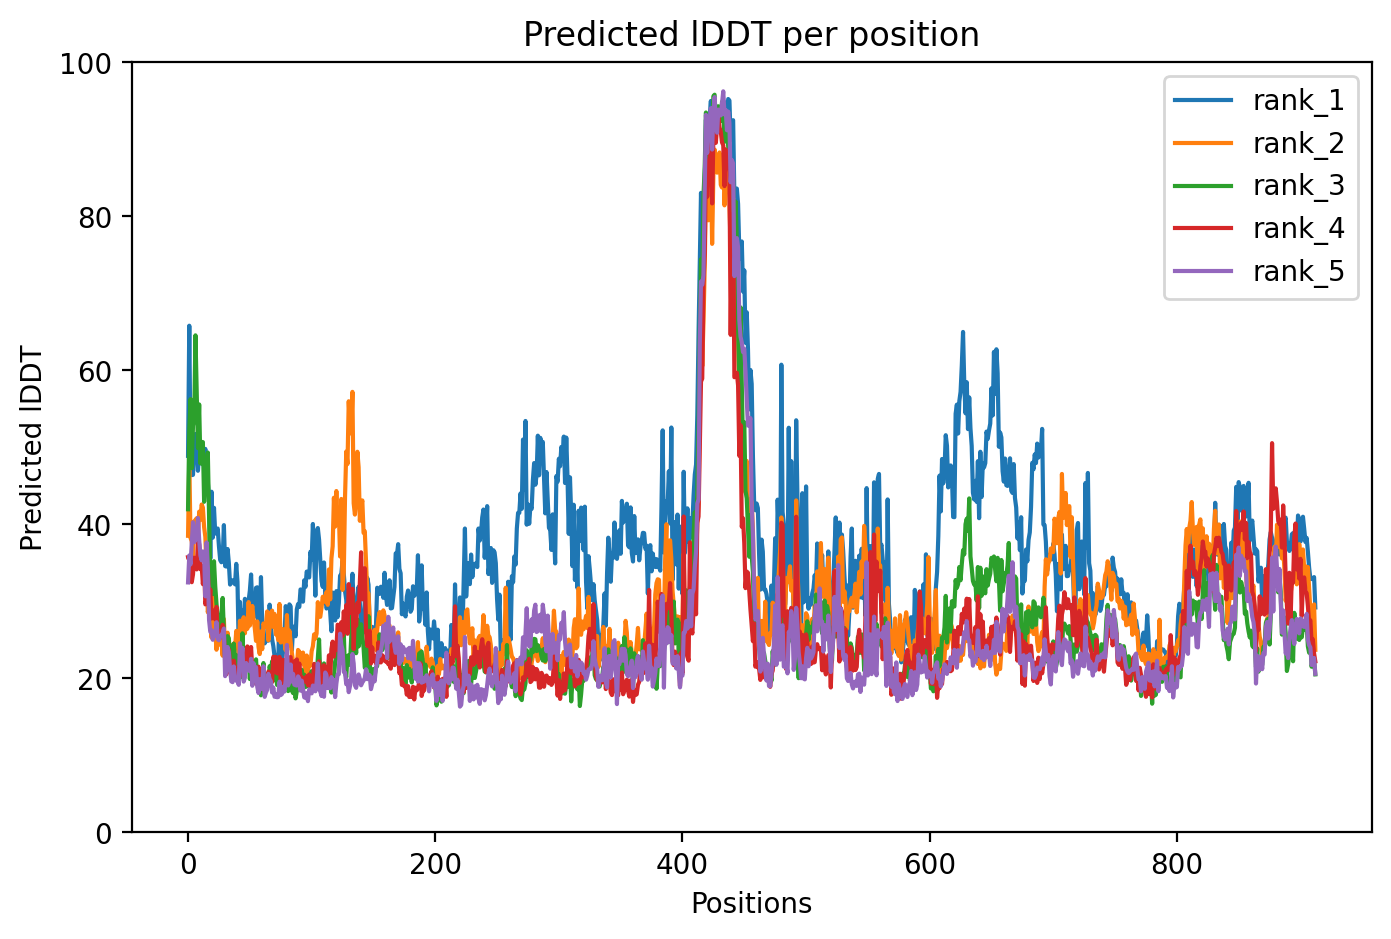 Predicted lDDT per position
100
80
60
40
20
0
Predicted lDDT
0 200 400 600 800
Positions
rank_1
rank_2
rank_3
rank_4
rank_5